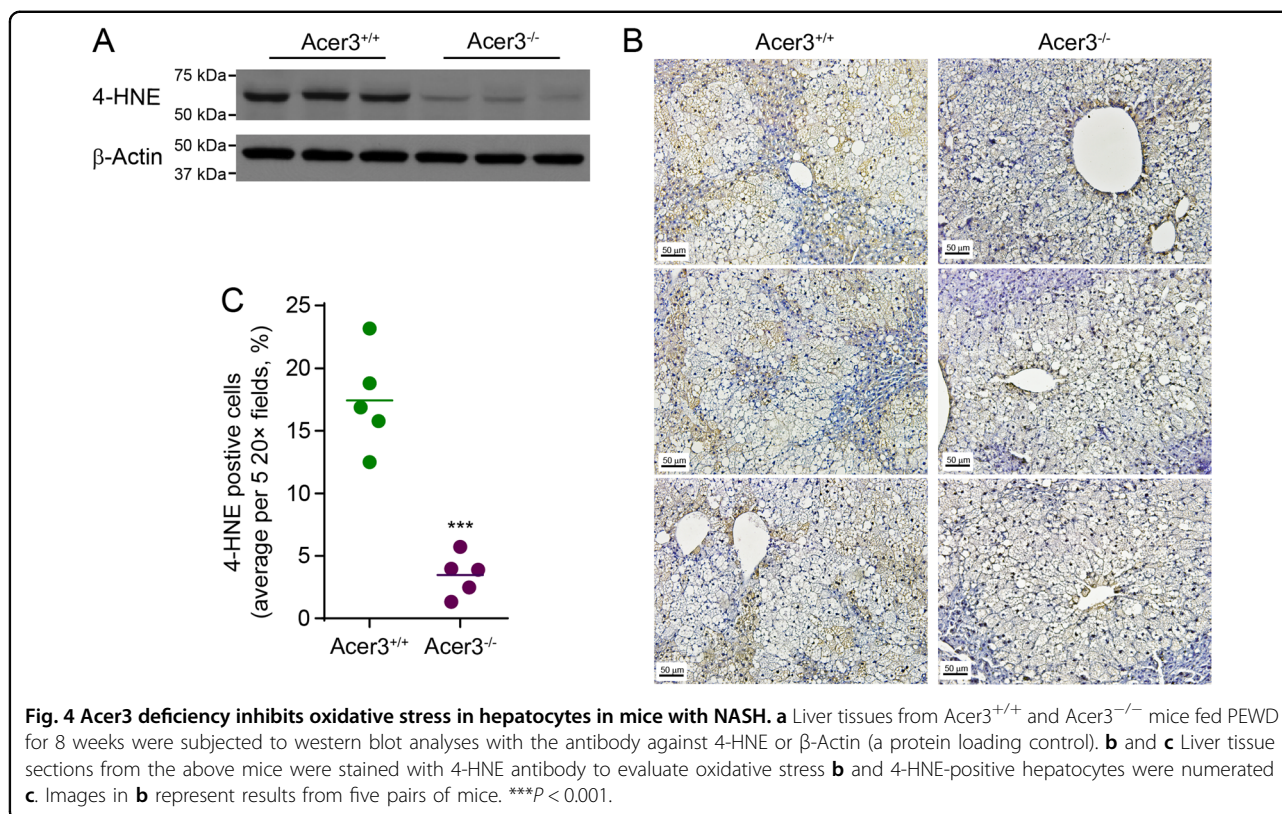 A
Acer3+/+ Acer3-/-
4-HNE
75 kDa
50 kDa
β-Actin
50 kDa
37 kDa
B
Acer3+/+ Acer3-/-
50 μm
50 μm
50 μm
50 μm
50 μm
50 μm
C
4-HNE postive cells
(average per 5 20× fields, %)
25
20
15
10
5
0
***
Acer3+/+ Acer3-/-
Fig. 4 Acer3 deficiency inhibits oxidative stress in hepatocytes in mice with NASH. a Liver tissues from Acer3+/+ and Acer3−/− mice fed PEWD
for 8 weeks were subjected to western blot analyses with the antibody against 4-HNE or β-Actin (a protein loading control). b and c Liver tissue
sections from the above mice were stained with 4-HNE antibody to evaluate oxidative stress b and 4-HNE-positive hepatocytes were numerated
c. Images in b represent results from five pairs of mice. ***P < 0.001.